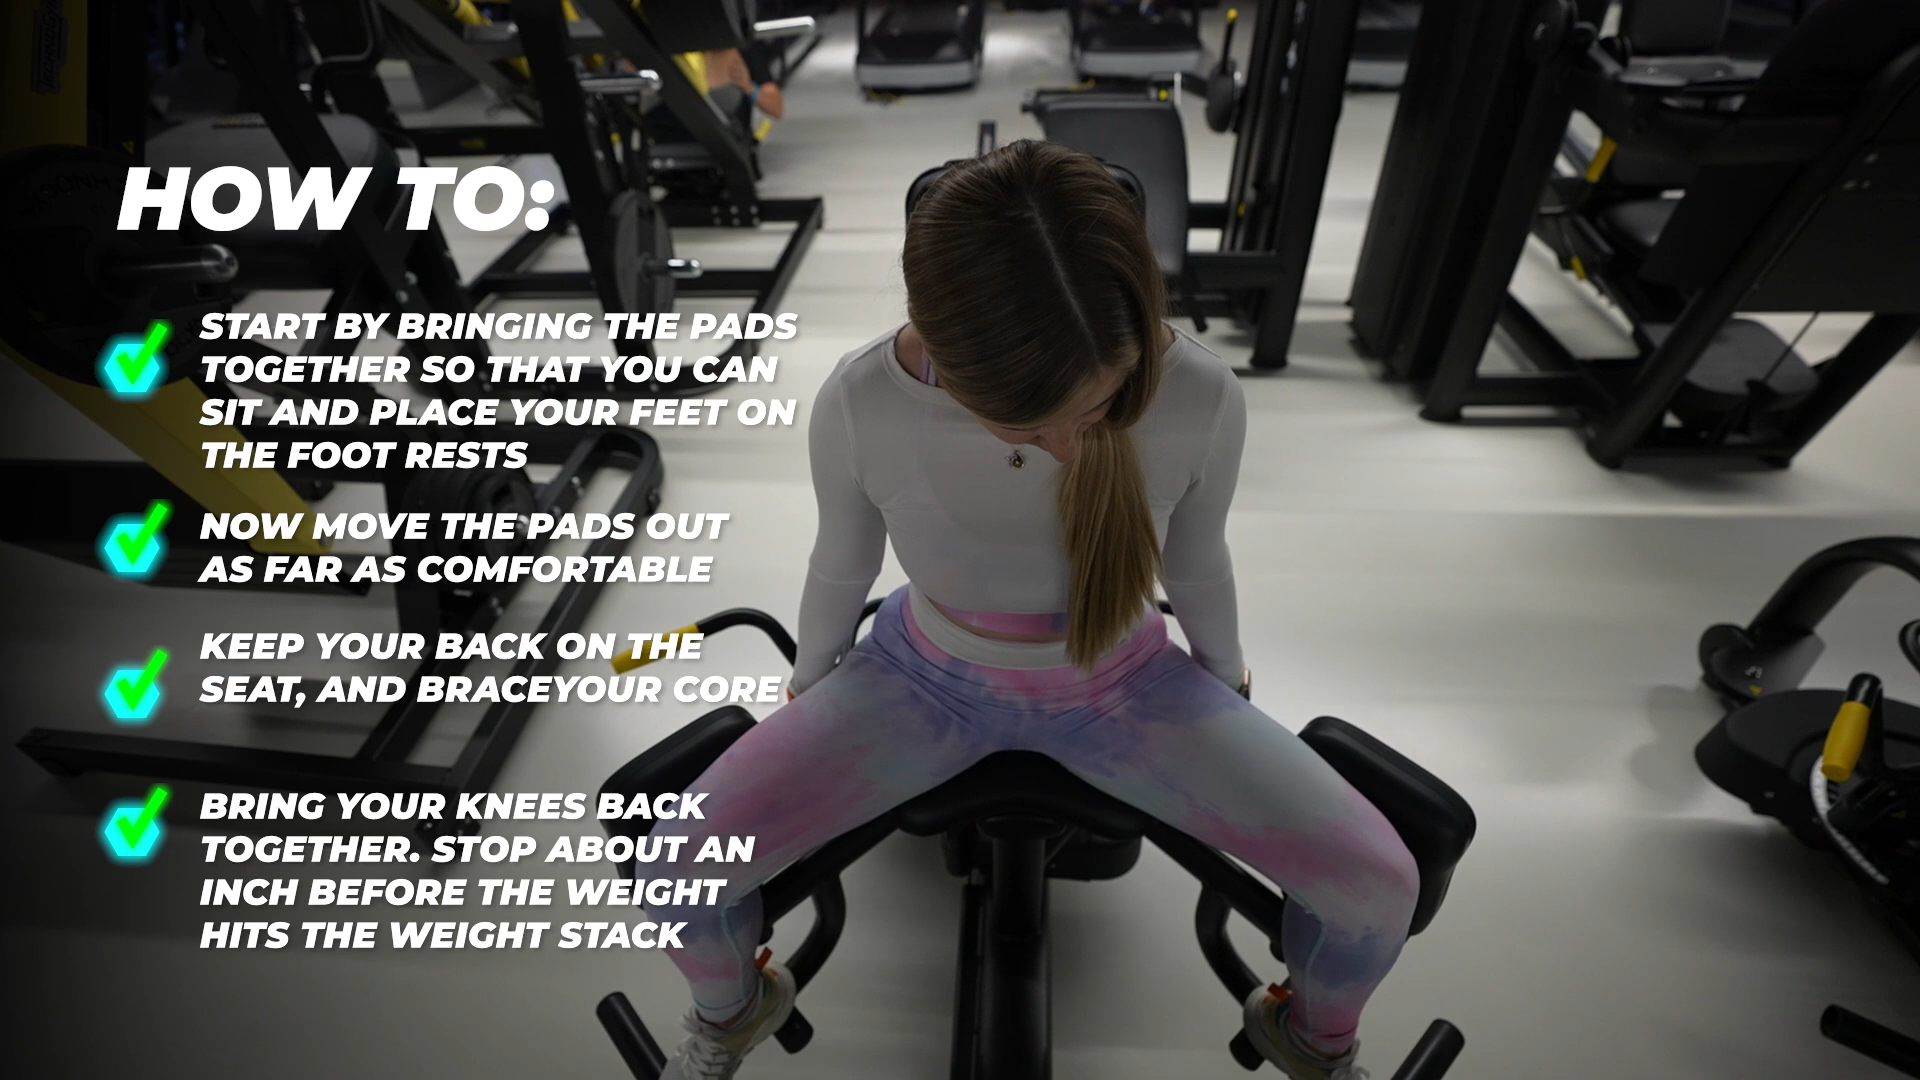 HOW TO:
START BY BRINGING THE PADS
TOGETHER SO THAT YOU CAN
SIT AND PLACE YOUR FEET ON
THE FOOT RESTS
NOW MOVE THE PADS OUT
AS FAR AS COMFORTABLE
KEEP YOUR BACK ON THE
SEAT, AND BRACEYOUR CORE
BRING YOUR KNEES BACK
TOGETHER. STOP ABOUT AN
INCH BEFORE THE WEIGHT
HITS THE WEIGHT STACK